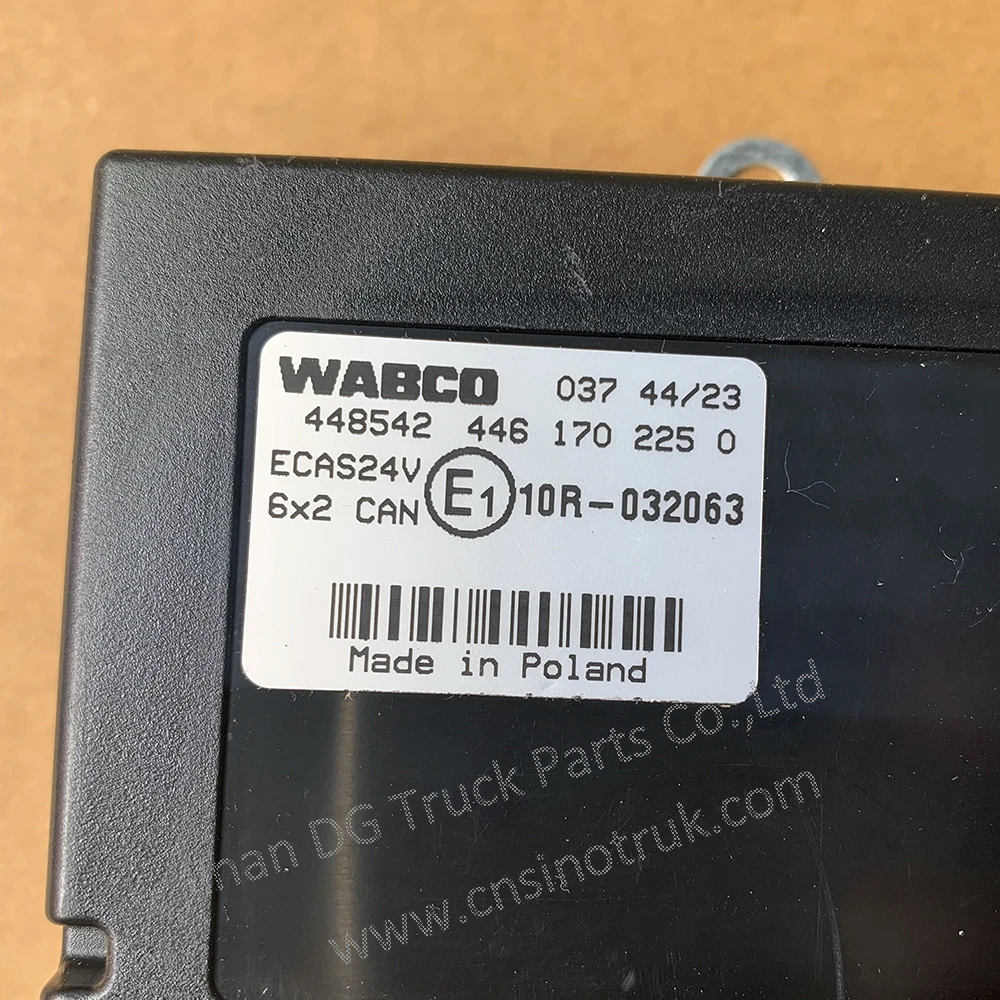 WABCO 037 44/23
448542 446 170 225 0
ECAS24V
6x2 CAN E1 10R-032063
Made in Poland
nan DG Truck Parts Co.,Ltd
www.cnsinotruk.com